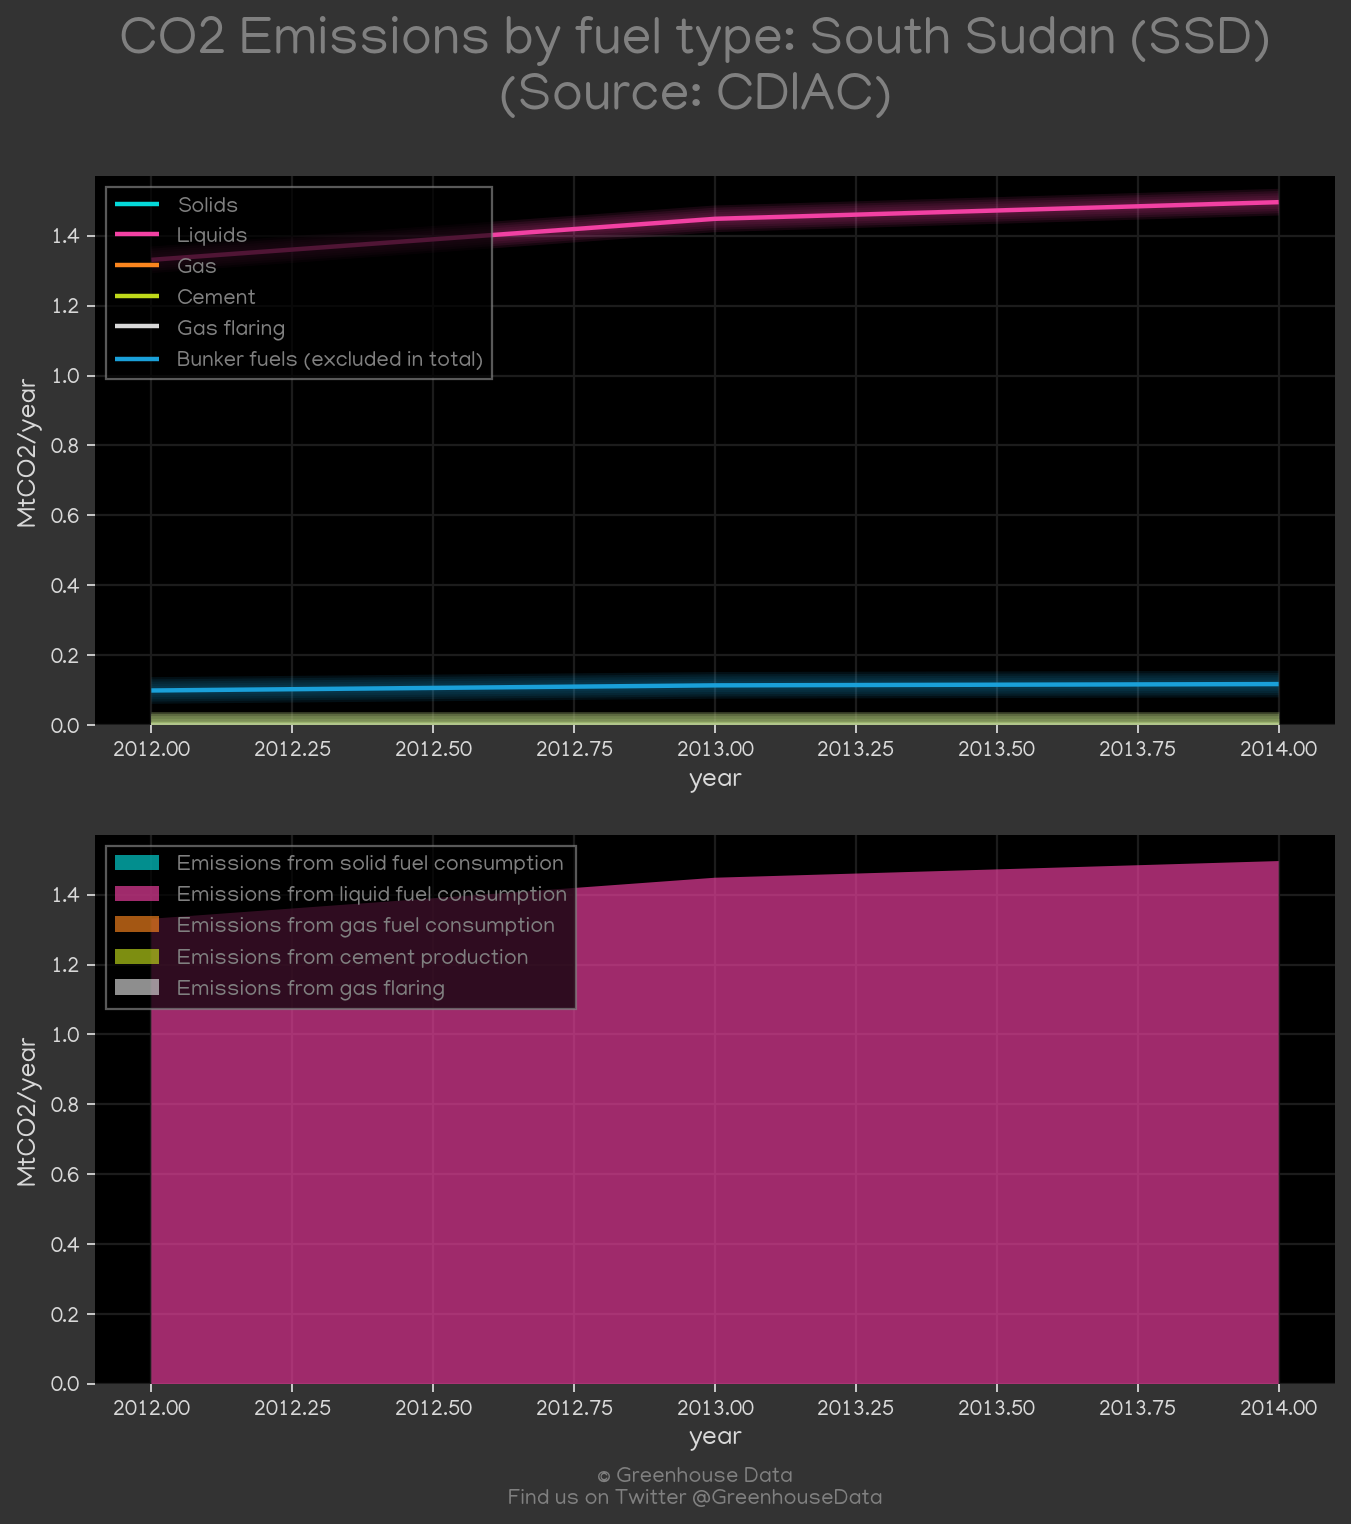 CO2 Emissions by fuel type: South Sudan (SSD)
(Source: CDIAC)
Solids
Liquids
Gas
Cement
Gas flaring
Bunker fuels (excluded in total)
MtCO2/year
1.4
1.2
1.0
0.8
0.6
0.4
0.2
0.0
2012.00 2012.25 2012.50 2012.75 2013.00 2013.25 2013.50 2013.75 2014.00
year
Emissions from solid fuel consumption
Emissions from liquid fuel consumption
Emissions from gas fuel consumption
Emissions from cement production
Emissions from gas flaring
MtCO2/year
1.4
1.2
1.0
0.8
0.6
0.4
0.2
0.0
2012.00 2012.25 2012.50 2012.75 2013.00 2013.25 2013.50 2013.75 2014.00
year
© Greenhouse Data
Find us on Twitter @GreenhouseData